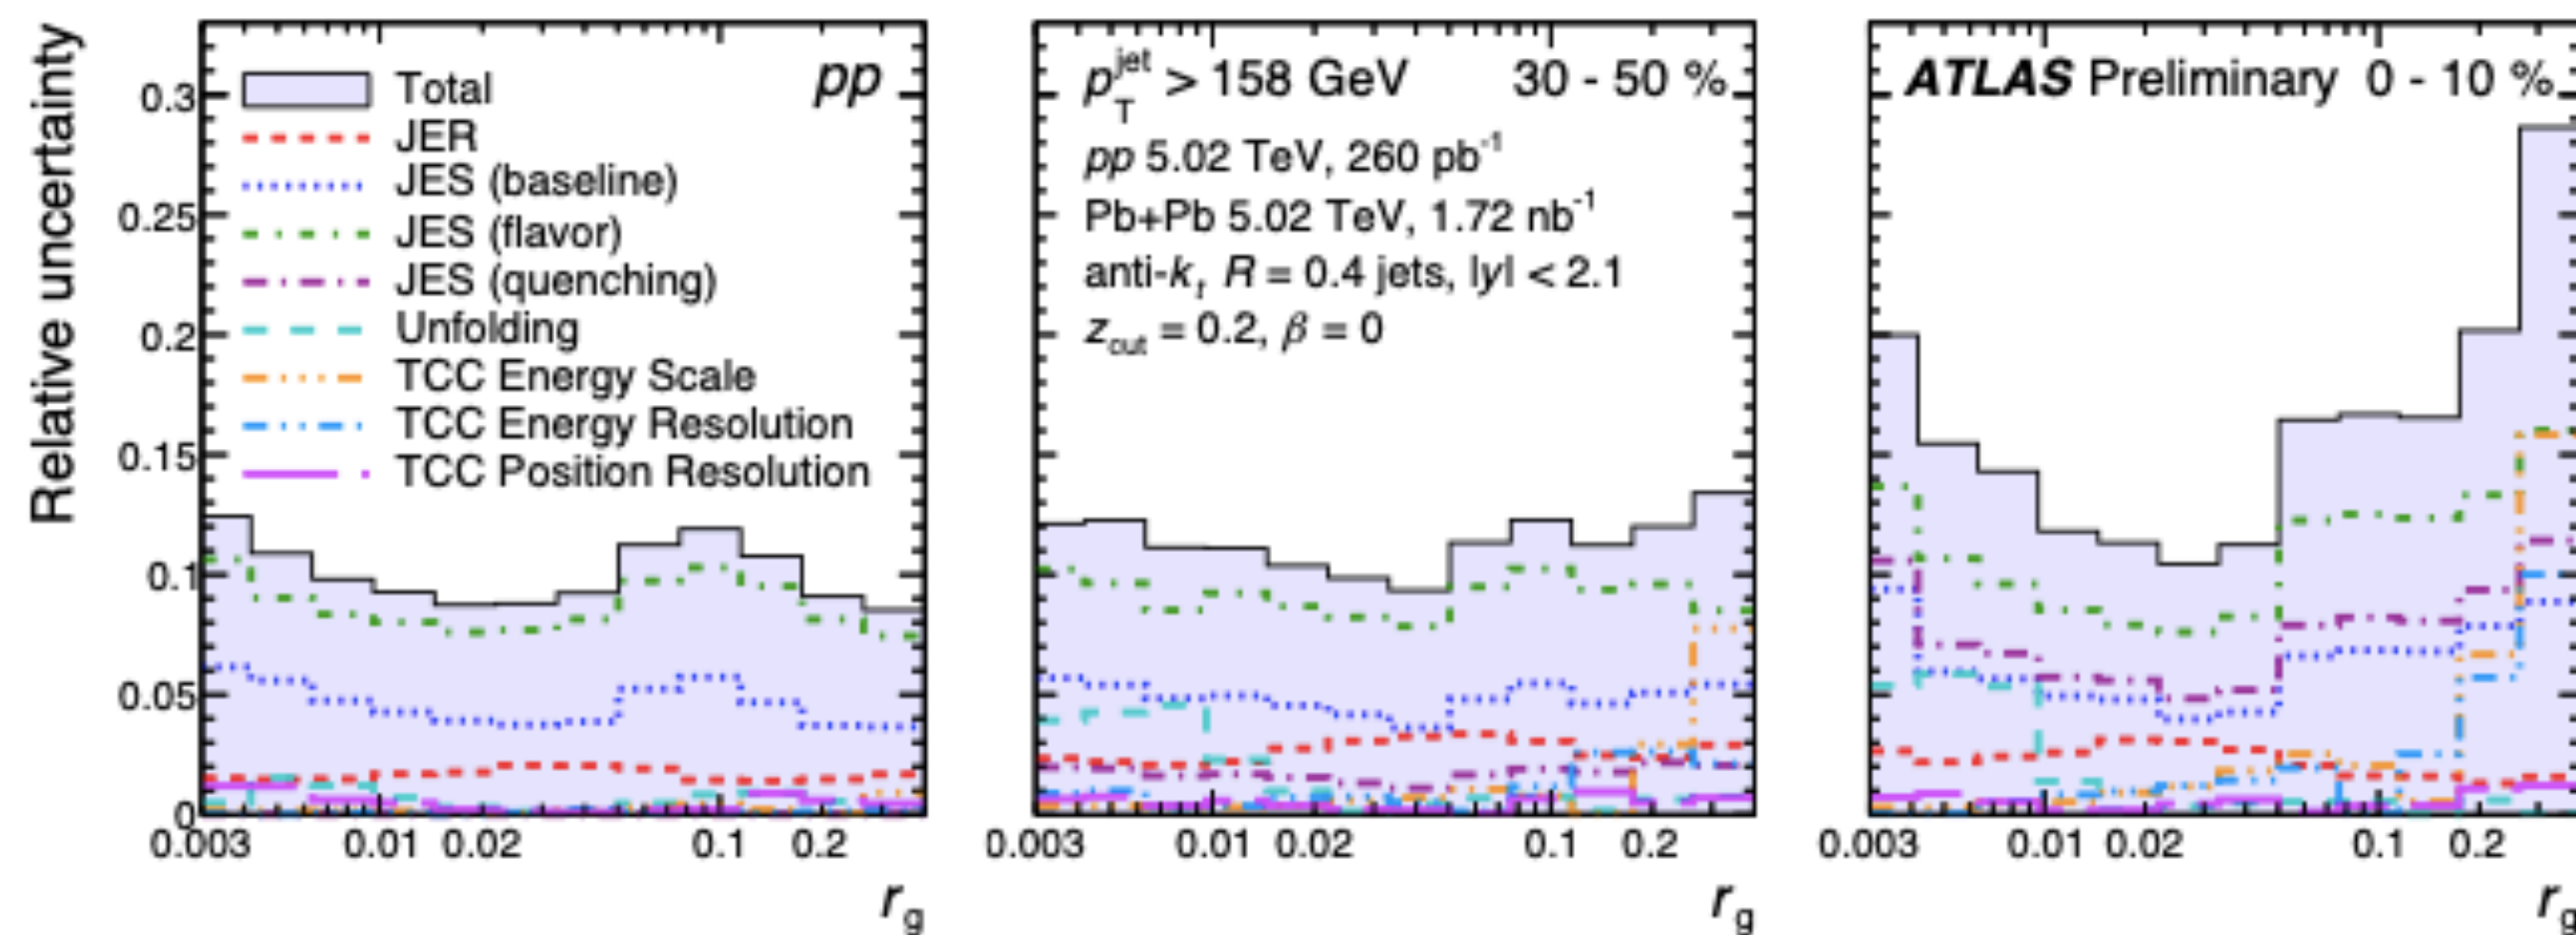 Relative uncertainty
0.3
0.25
0.2
0.15
0.1
0.05
0
Total
pp
JER
JES (baseline)
JES (flavor)
JES (quenching)
Unfolding
TCC Energy Scale
TCC Energy Resolution
TCC Position Resolution
0.003 0.01 0.02 0.1 0.2
r_g
p_T^jet > 158 GeV 30 - 50 %
pp 5.02 TeV, 260 pb⁻¹
Pb+Pb 5.02 TeV, 1.72 nb⁻¹
anti-k_t R = 0.4 jets, |y| < 2.1
z_cut = 0.2, β = 0
0.003 0.01 0.02 0.1 0.2
r_g
ATLAS Preliminary 0 - 10 %
0.003 0.01 0.02 0.1 0.2
r_g